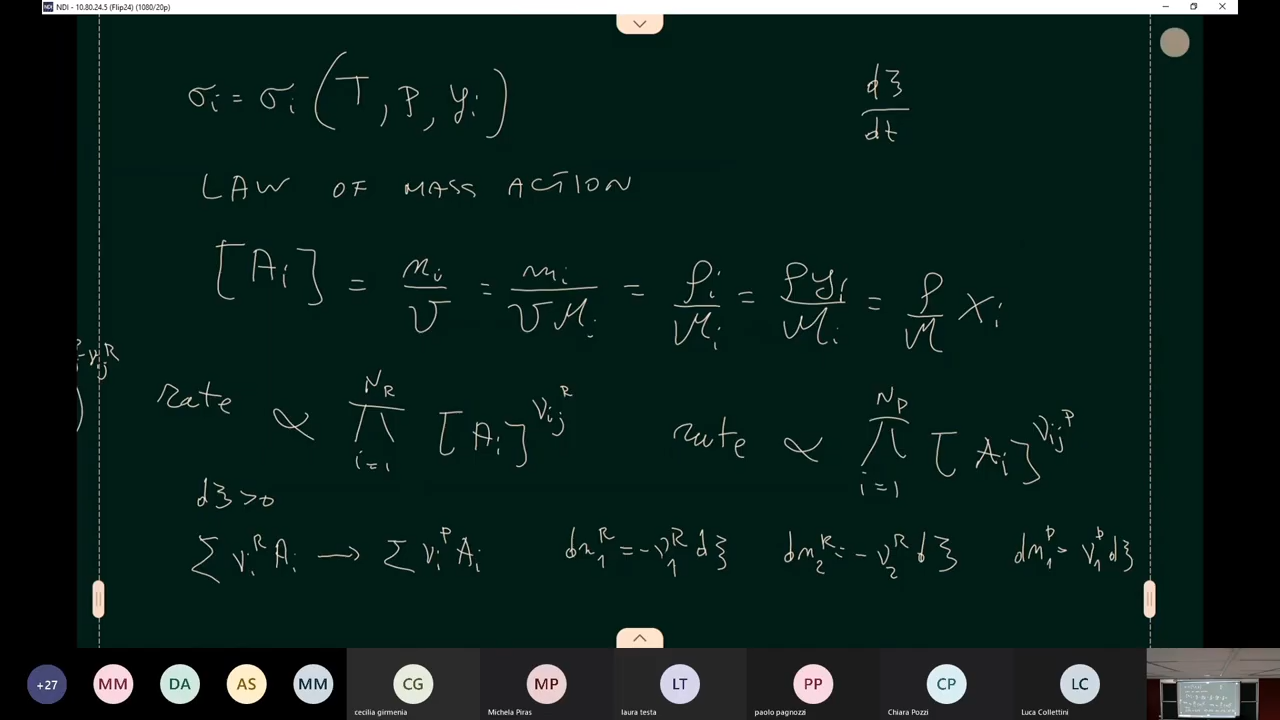 NDI - 10.80.24.5 (Flip24) (1080/20p)
σi = σi (T, P, yi)
dξ/dt
LAW OF MASS ACTION
[Ai] = ni/V = mi/(V Mi) = ρi/Mi = ρyi/Mi = ρ/M Xi
rate ∝ ∏_{i=1}^{NR} [Ai]^{νij^R}
rate ∝ ∏_{i=1}^{NP} [Ai]^{νij^P}
dξ > 0
∑ νi^R Ai → ∑ νi^P Ai
dn1^R = -ν1^R dξ
dn2^R = -ν2^R dξ
dn1^P = ν1^P dξ
+27
MM
DA
AS
MM
CG
MP
LT
PP
CP
LC
cecilia girmenia
Michela Piras
laura testa
paolo pagnozzi
Chiara Pozzi
Luca Collettini